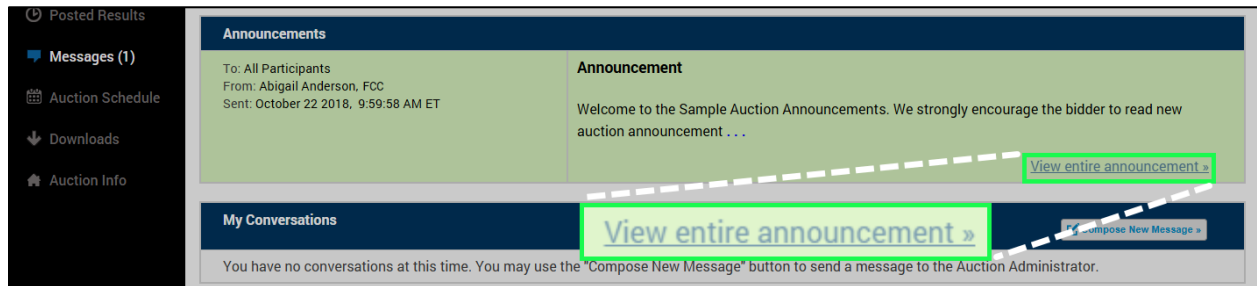 Posted Results
Messages (1)
Auction Schedule
Downloads
Auction Info
Announcements
To: All Participants
From: Abigail Anderson, FCC
Sent: October 22 2018, 9:59:58 AM ET
Announcement
Welcome to the Sample Auction Announcements. We strongly encourage the bidder to read new
auction announcement . . .
View entire announcement »
My Conversations
View entire announcement »
Compose New Message »
You have no conversations at this time. You may use the "Compose New Message" button to send a message to the Auction Administrator.